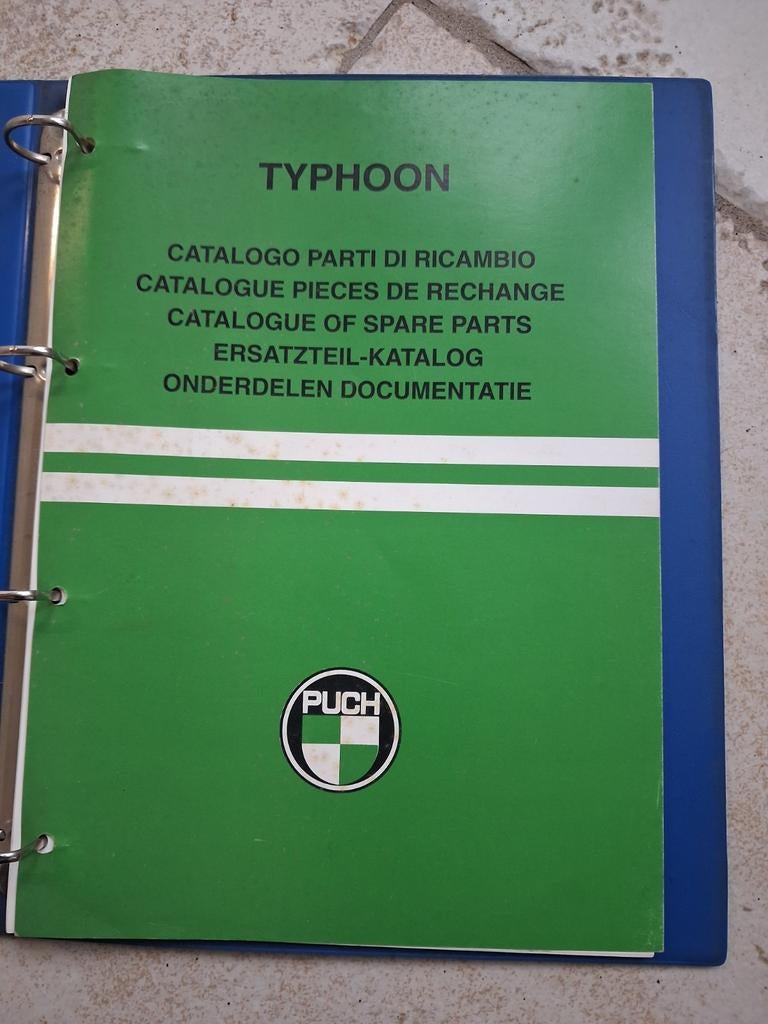 TYPHOON
CATALOGO PARTI DI RICAMBIO
CATALOGUE PIECES DE RECHANGE
CATALOGUE OF SPARE PARTS
ERSATZTEIL-KATALOG
ONDERDELEN DOCUMENTATIE
PUCH